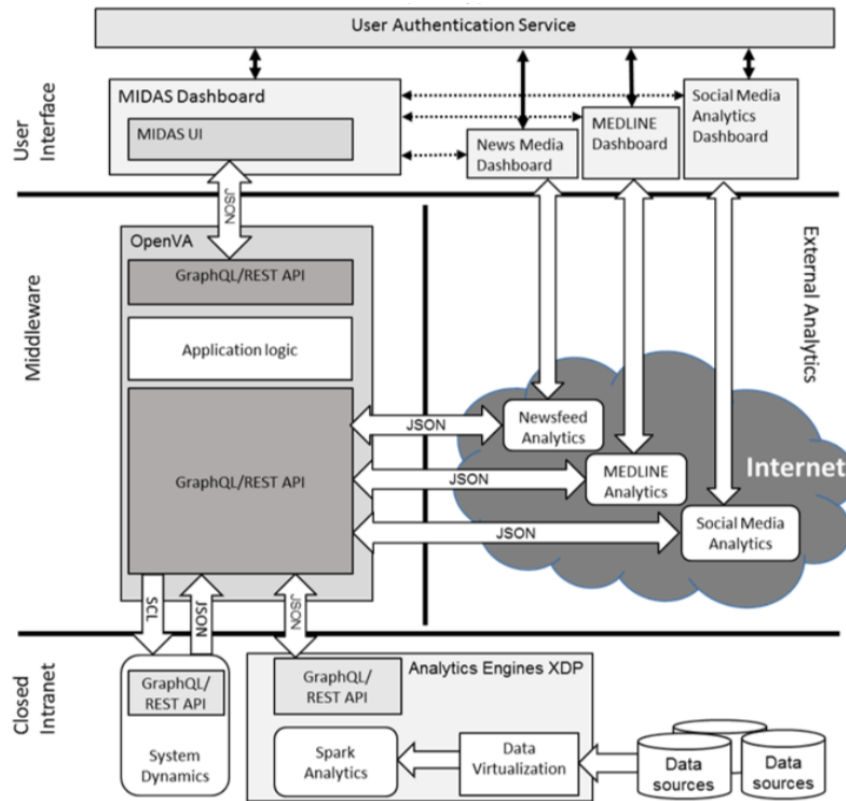 User Authentication Service
MIDAS Dashboard
MIDAS UI
News Media
Dashboard
MEDLINE
Dashboard
Social Media
Analytics
Dashboard
User
Interface
JSON
OpenVA
GraphQL/REST API
Application logic
GraphQL/REST API
Middleware
External Analytics
JSON
JSON
JSON
Newsfeed
Analytics
MEDLINE
Analytics
Social Media
Analytics
Internet
SCL
JSON
JSON
Closed
Intranet
GraphQL/
REST API
System
Dynamics
Analytics Engines XDP
GraphQL/
REST API
Spark
Analytics
Data
Virtualization
Data
sources
Data
sources